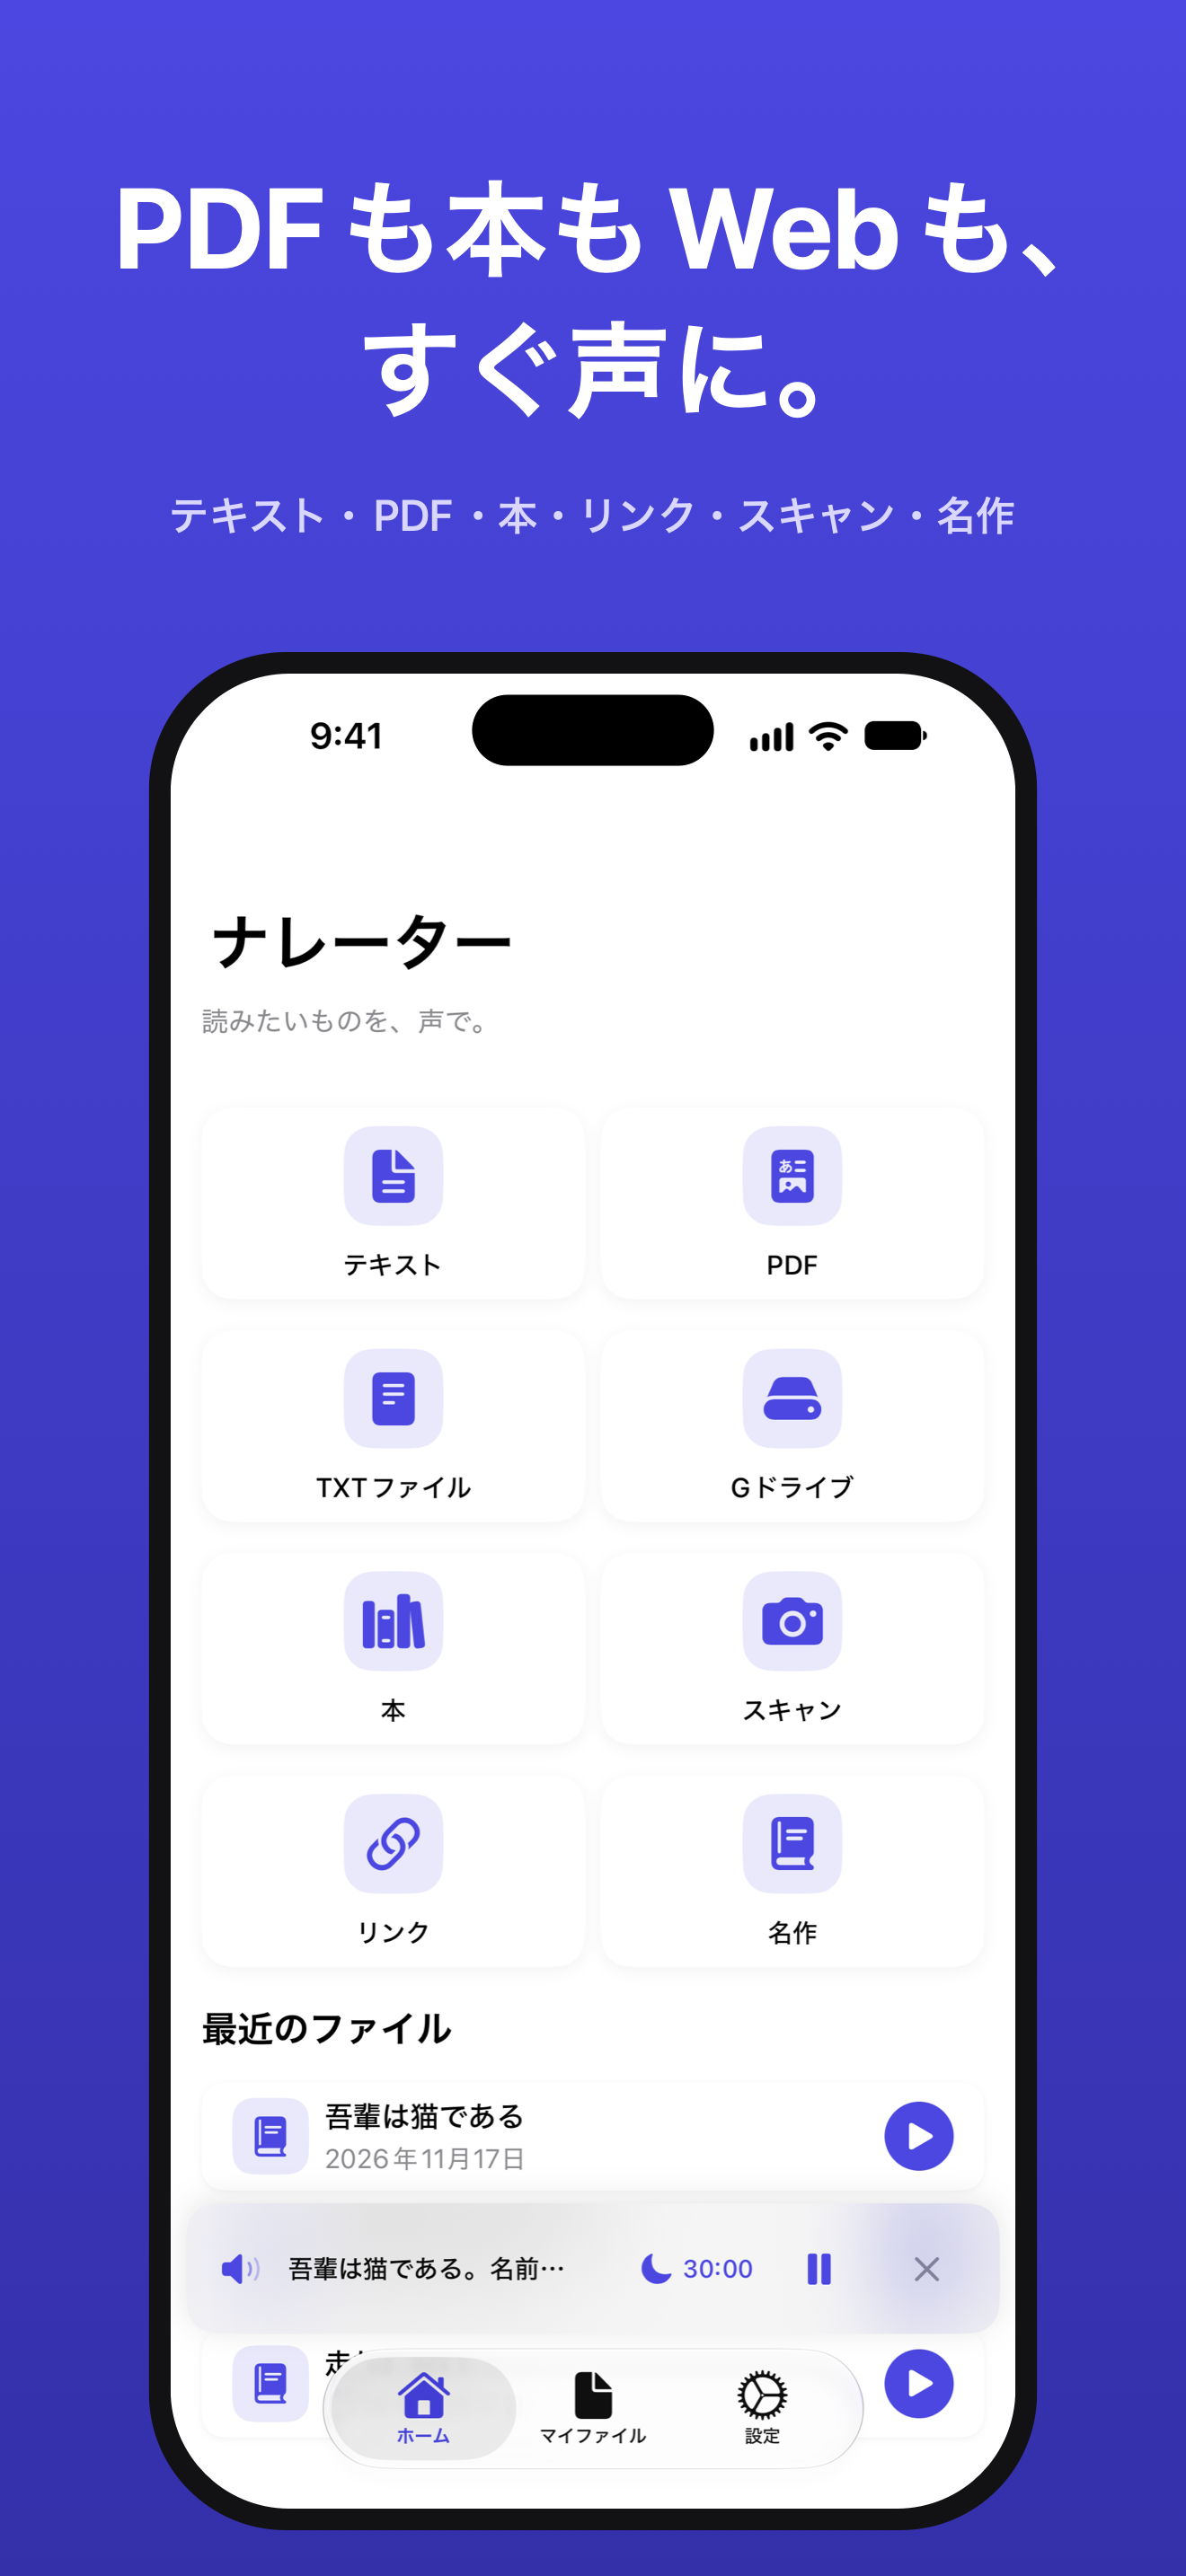 PDFも本もWebも、
すぐ声に。
テキスト・PDF・本・リンク・スキャン・名作
9:41
ナレーター
読みたいものを、声で。
テキスト
PDF
TXTファイル
Gドライブ
本
スキャン
リンク
名作
最近のファイル
吾輩は猫である
2026年11月17日
吾輩は猫である。名前…
30:00
走
ホーム
マイファイル
設定